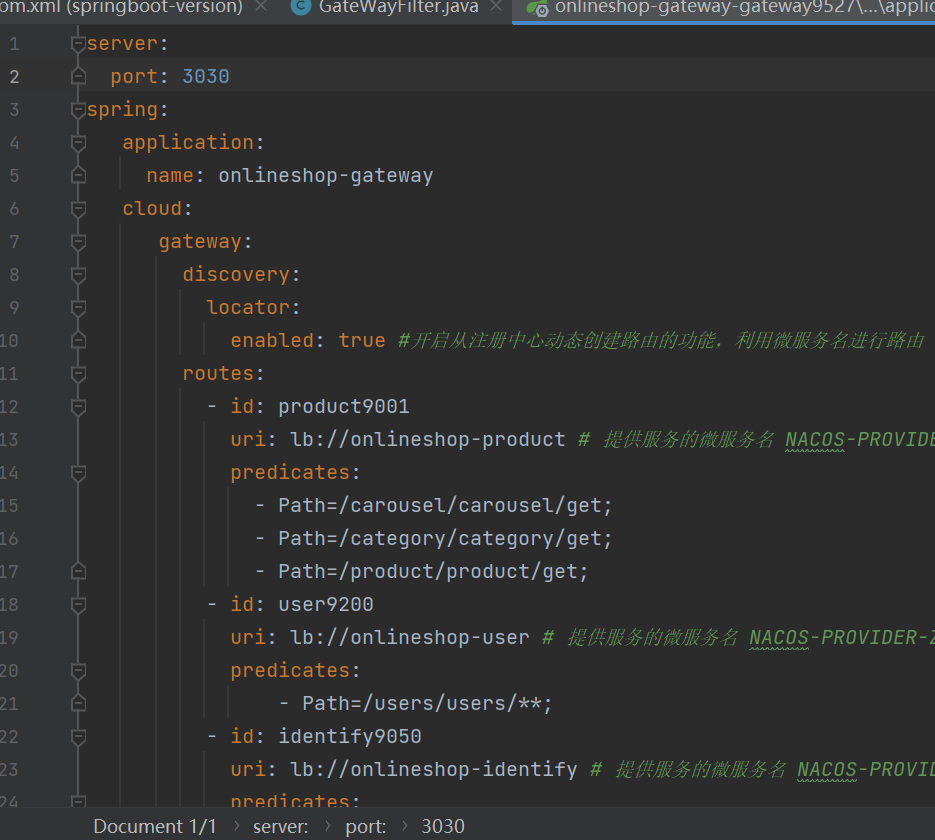 om.xml (springboot-version) × C GateWayFilter.java × onlineshop-gateway-gateway9527\...\applic
1 server:
2 port: 3030
3 spring:
4 application:
5 name: onlineshop-gateway
6 cloud:
7 gateway:
8 discovery:
9 locator:
10 enabled: true #开启从注册中心动态创建路由的功能，利用微服务名进行路由
11 routes:
12 - id: product9001
13 uri: lb://onlineshop-product # 提供服务的微服务名 NACOS-PROVIDE
14 predicates:
15 - Path=/carousel/carousel/get;
16 - Path=/category/category/get;
17 - Path=/product/product/get;
18 - id: user9200
19 uri: lb://onlineshop-user # 提供服务的微服务名 NACOS-PROVIDER-Z
20 predicates:
21 - Path=/users/users/**;
22 - id: identify9050
23 uri: lb://onlineshop-identify # 提供服务的微服务名 NACOS-PROVID
24 predicates:
Document 1/1 › server: › port: › 3030